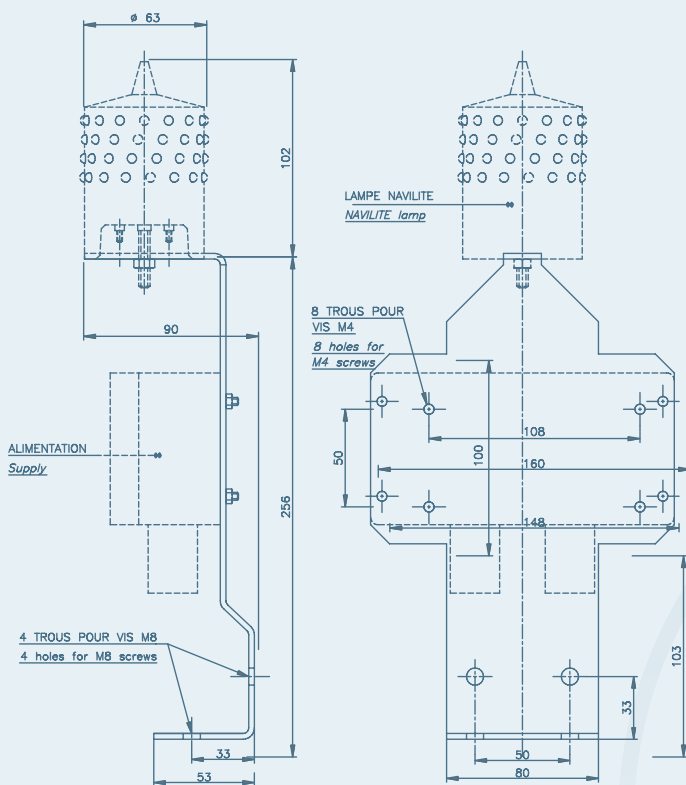 ø 63
102
LAMPE NAVILITE
NAVILITE lamp
90
8 TROUS POUR
VIS M4
8 holes for
M4 screws
108
100
50
160
148
ALIMENTATION
Supply
256
4 TROUS POUR VIS M8
4 holes for M8 screws
103
33
33
53
50
80